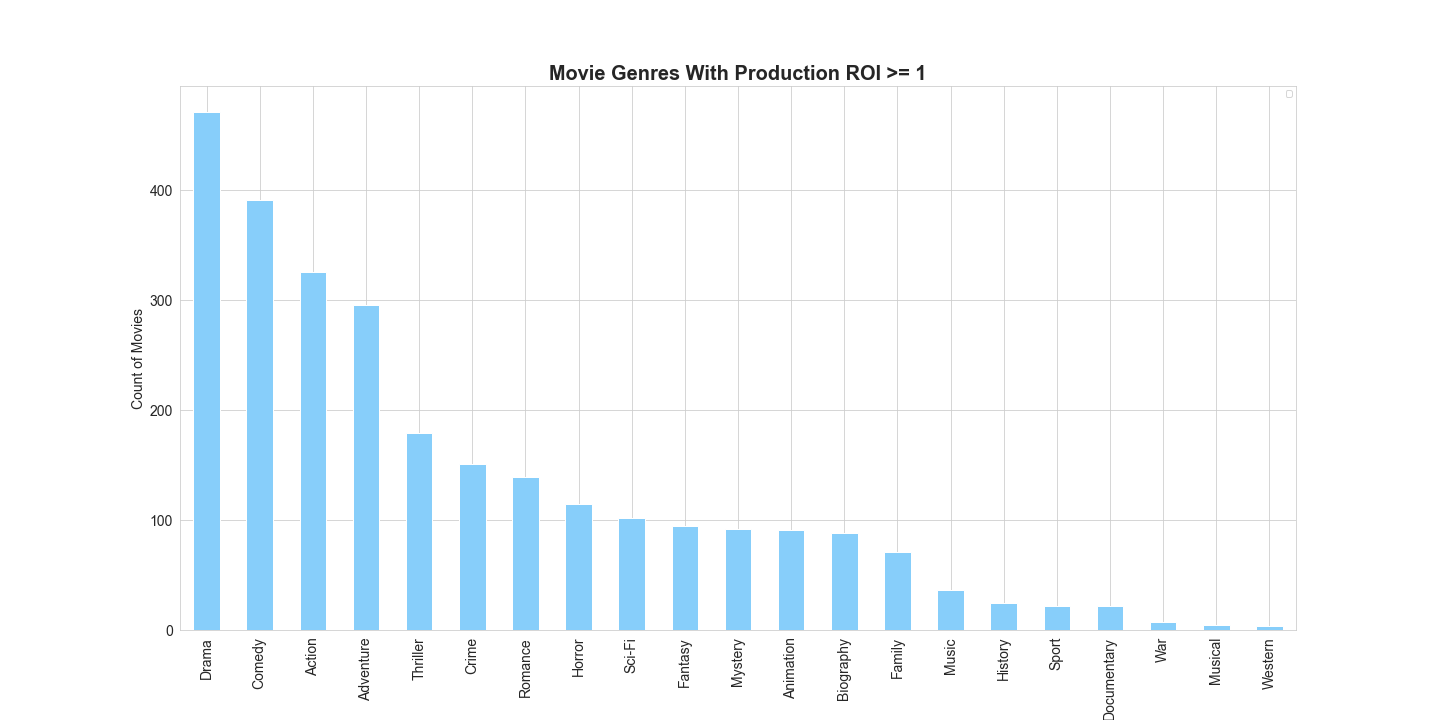 Movie Genres With Production ROI >= 1
Count of Movies
400
300
200
100
0
Drama
Comedy
Action
Adventure
Thriller
Crime
Romance
Horror
Sci-Fi
Fantasy
Mystery
Animation
Biography
Family
Music
History
Sport
Documentary
War
Musical
Western